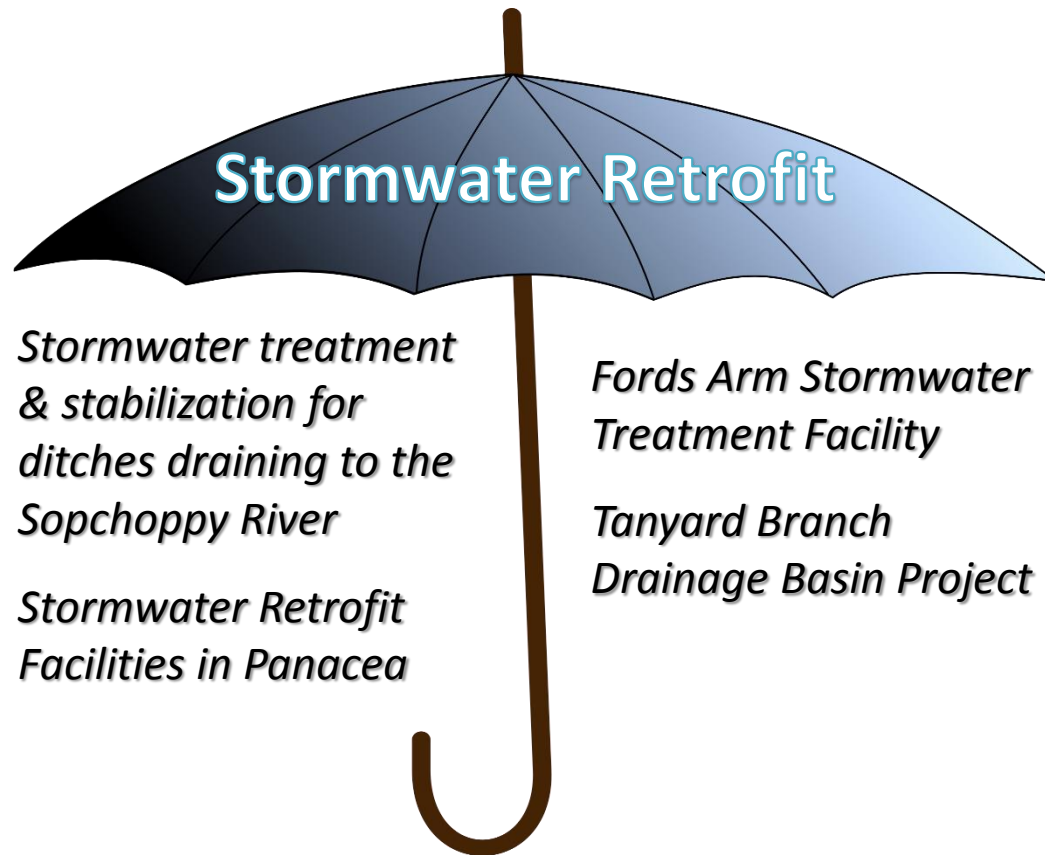 Stormwater Retrofit
Stormwater treatment
& stabilization for
ditches draining to the
Sopchoppy River
Stormwater Retrofit
Facilities in Panacea
Fords Arm Stormwater
Treatment Facility
Tanyard Branch
Drainage Basin Project